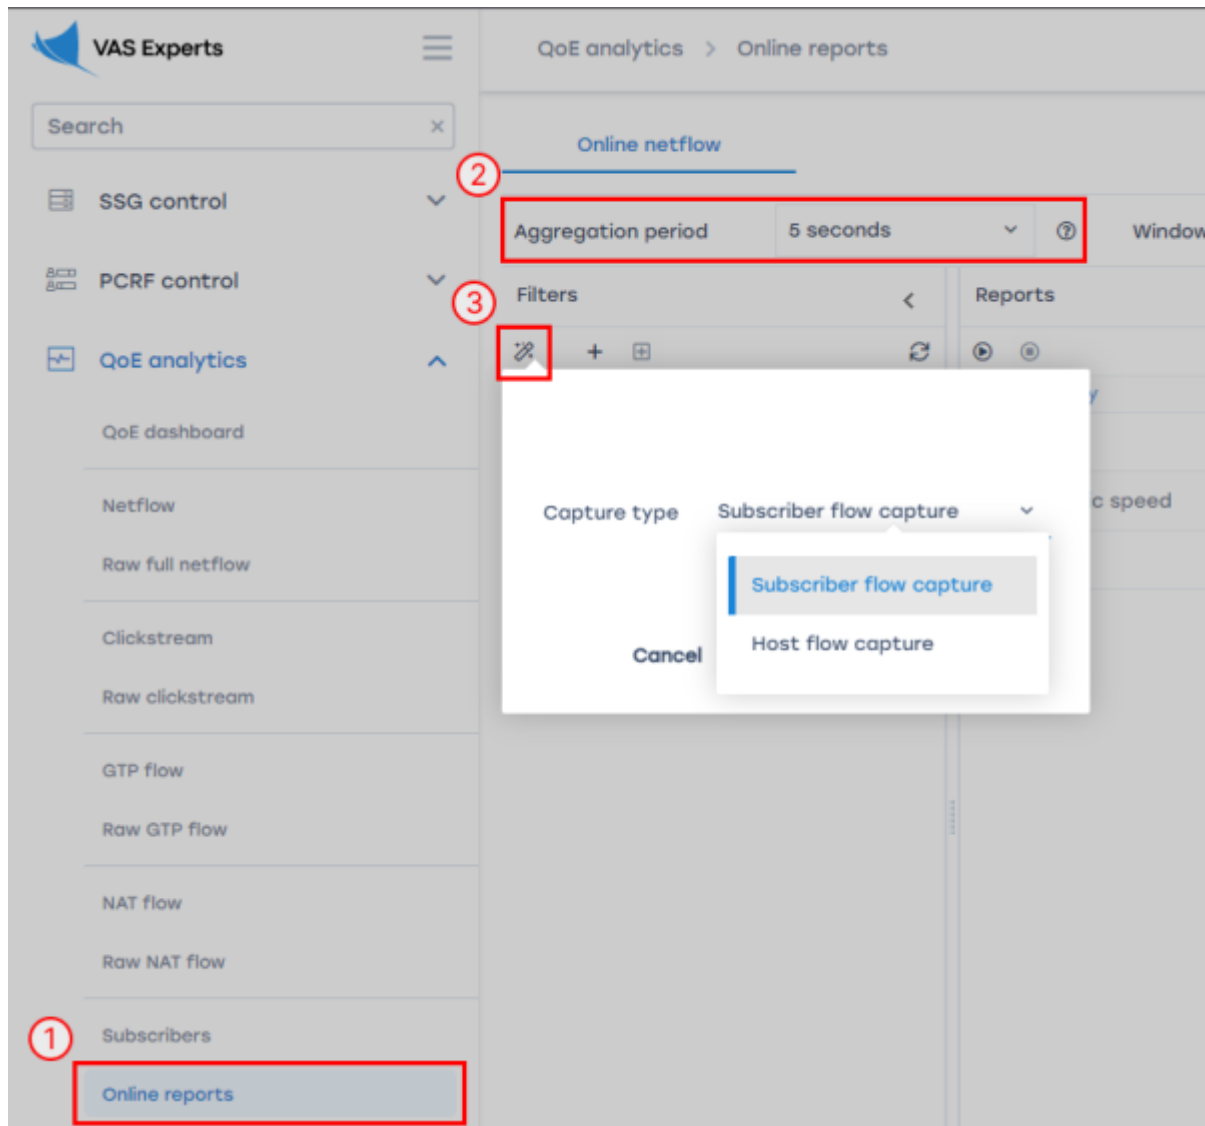 VAS Experts
QoE analytics > Online reports
Search
Online netflow
2
SSG control
Aggregation period 5 seconds Window
PCRF control
3
Filters
Reports
QoE analytics
QoE dashboard
Capture type Subscriber flow capture
c speed
Netflow
Raw full netflow
Subscriber flow capture
Host flow capture
Cancel
Clickstream
Raw clickstream
GTP flow
Raw GTP flow
NAT flow
Raw NAT flow
1
Subscribers
Online reports